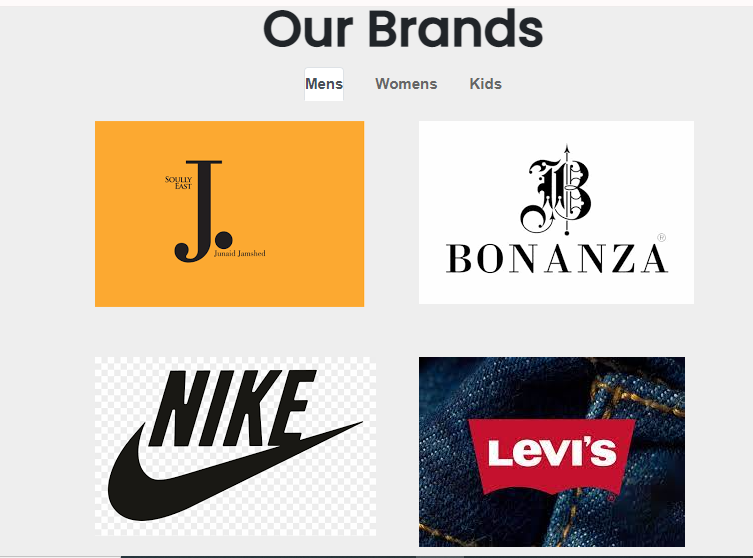 Our Brands
Mens Womens Kids
SOULLY
EAST
J.
Junaid Jamshed
B
BONANZA
®
NIKE
LEVI'S
®